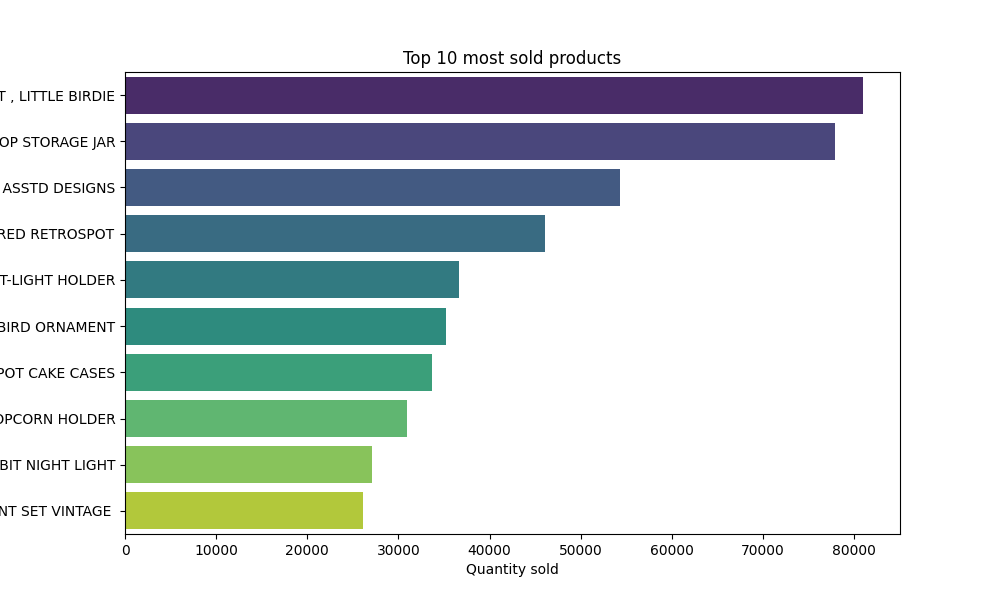 Top 10 most sold products
T , LITTLE BIRDIE
OP STORAGE JAR
ASSTD DESIGNS
RED RETROSPOT
T-LIGHT HOLDER
BIRD ORNAMENT
POT CAKE CASES
OPCORN HOLDER
BIT NIGHT LIGHT
NT SET VINTAGE
0 10000 20000 30000 40000 50000 60000 70000 80000
Quantity sold